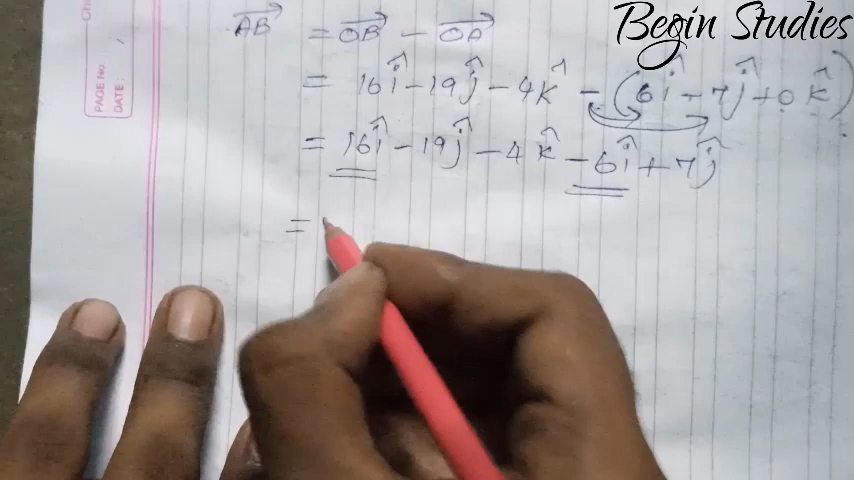 Begin Studies
AB⃗ = OB⃗ − OA⃗
= 16î − 19ĵ − 4k̂ − (6î − 7ĵ + 0k̂)
= 16î − 19ĵ − 4k̂ − 6î + 7ĵ
=
PAGE No
DATE: